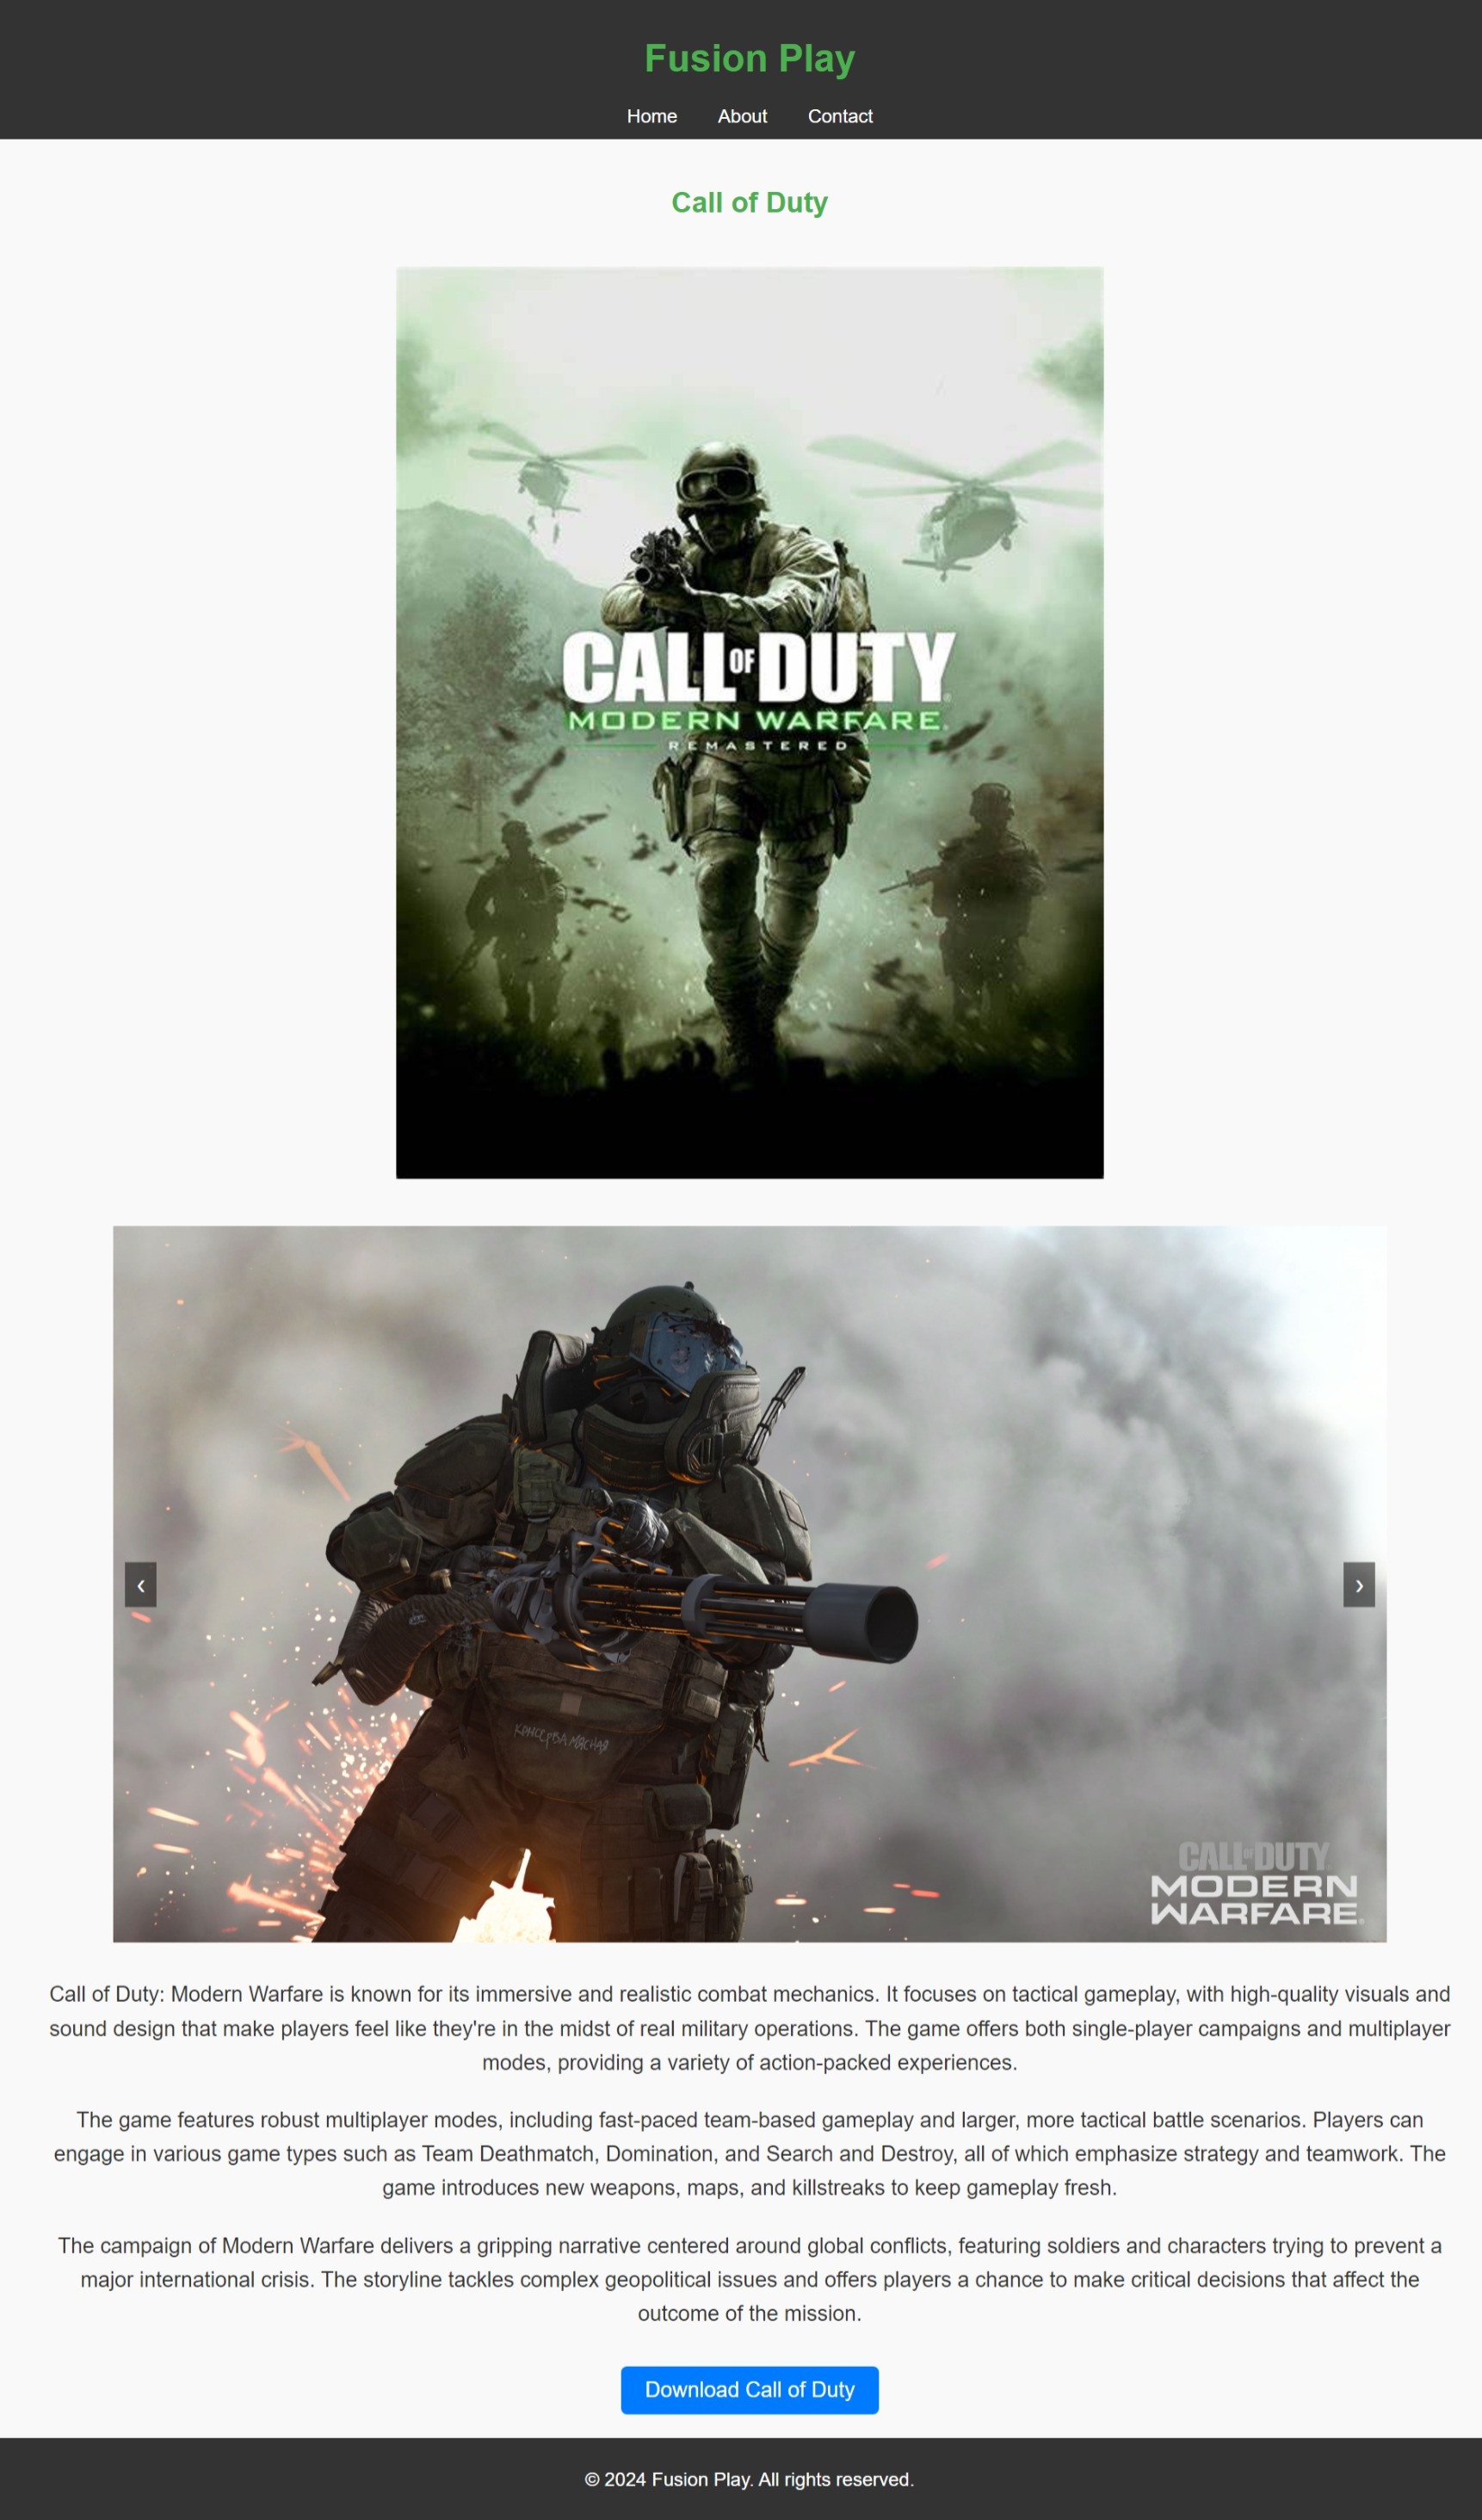 Fusion Play
Home About Contact
Call of Duty
CALL OF DUTY
MODERN WARFARE®
REMASTERED
‹ ›
КОНСЕРВА МЯСНАЯ
CALL OF DUTY
MODERN
WARFARE®
Call of Duty: Modern Warfare is known for its immersive and realistic combat mechanics. It focuses on tactical gameplay, with high-quality visuals and
sound design that make players feel like they're in the midst of real military operations. The game offers both single-player campaigns and multiplayer
modes, providing a variety of action-packed experiences.
The game features robust multiplayer modes, including fast-paced team-based gameplay and larger, more tactical battle scenarios. Players can
engage in various game types such as Team Deathmatch, Domination, and Search and Destroy, all of which emphasize strategy and teamwork. The
game introduces new weapons, maps, and killstreaks to keep gameplay fresh.
The campaign of Modern Warfare delivers a gripping narrative centered around global conflicts, featuring soldiers and characters trying to prevent a
major international crisis. The storyline tackles complex geopolitical issues and offers players a chance to make critical decisions that affect the
outcome of the mission.
Download Call of Duty
© 2024 Fusion Play. All rights reserved.